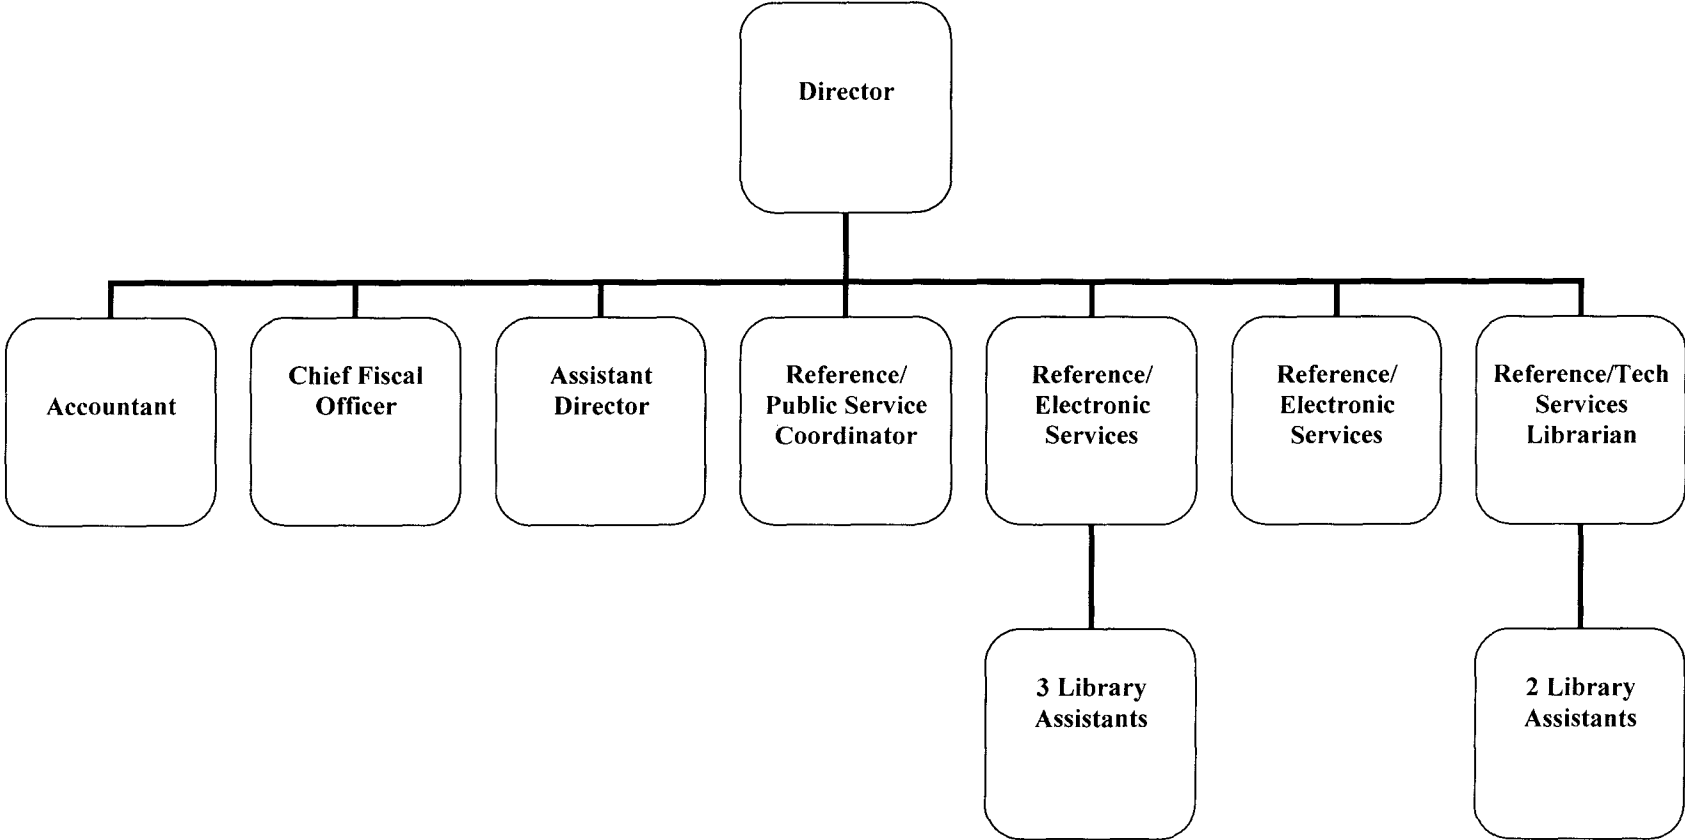 Director
Accountant
Chief Fiscal
Officer
Assistant
Director
Reference/
Public Service
Coordinator
Reference/
Electronic
Services
Reference/
Electronic
Services
Reference/Tech
Services
Librarian
3 Library
Assistants
2 Library
Assistants